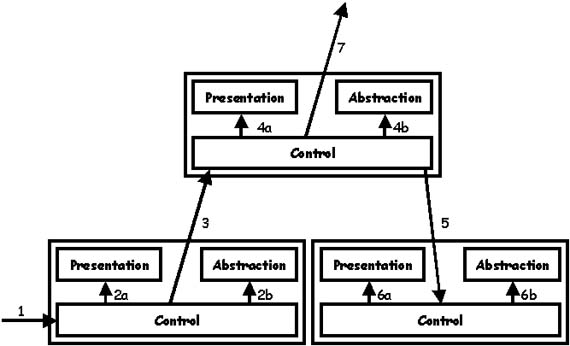 7
Presentation Abstraction
4a 4b
Control
3 5
Presentation Abstraction Presentation Abstraction
2a 2b 6a 6b
1 Control Control